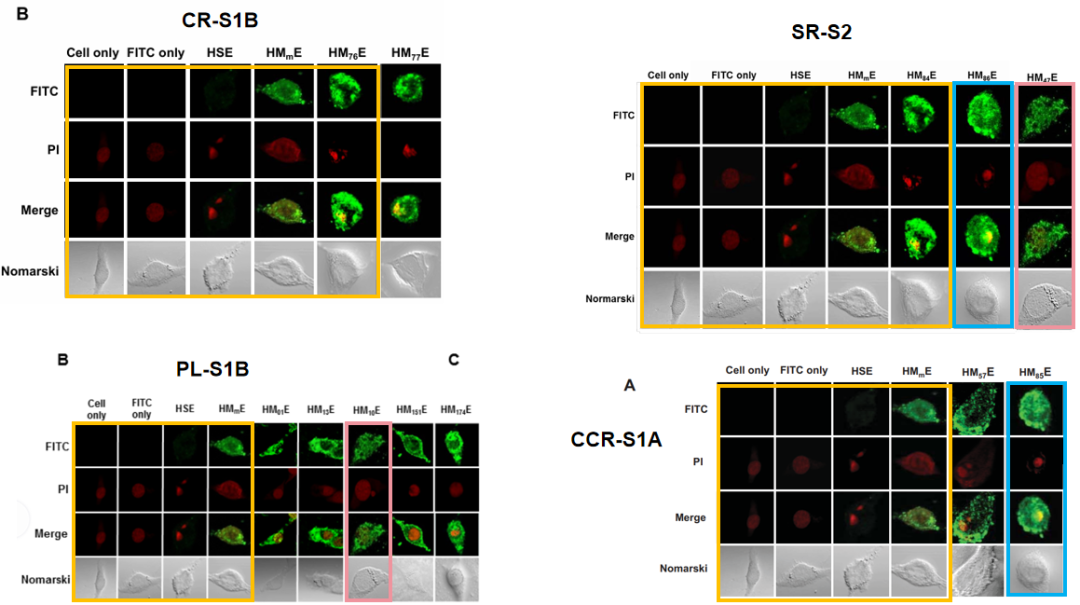 B
CR-S1B
Cell only FITC only HSE HMmE HM76E HM77E
FITC
PI
Merge
Nomarski
SR-S2
Cell only FITC only HSE HMmE HM84E HM86E HM47E
FITC
PI
Merge
Normarski
B
PL-S1B
C
Cell only FITC only HSE HMmE HM01E HM13E HM10E HM151E HM174E
FITC
PI
Merge
Nomarski
A
CCR-S1A
Cell only FITC only HSE HMmE HM57E HM85E
FITC
PI
Merge
Nomarski